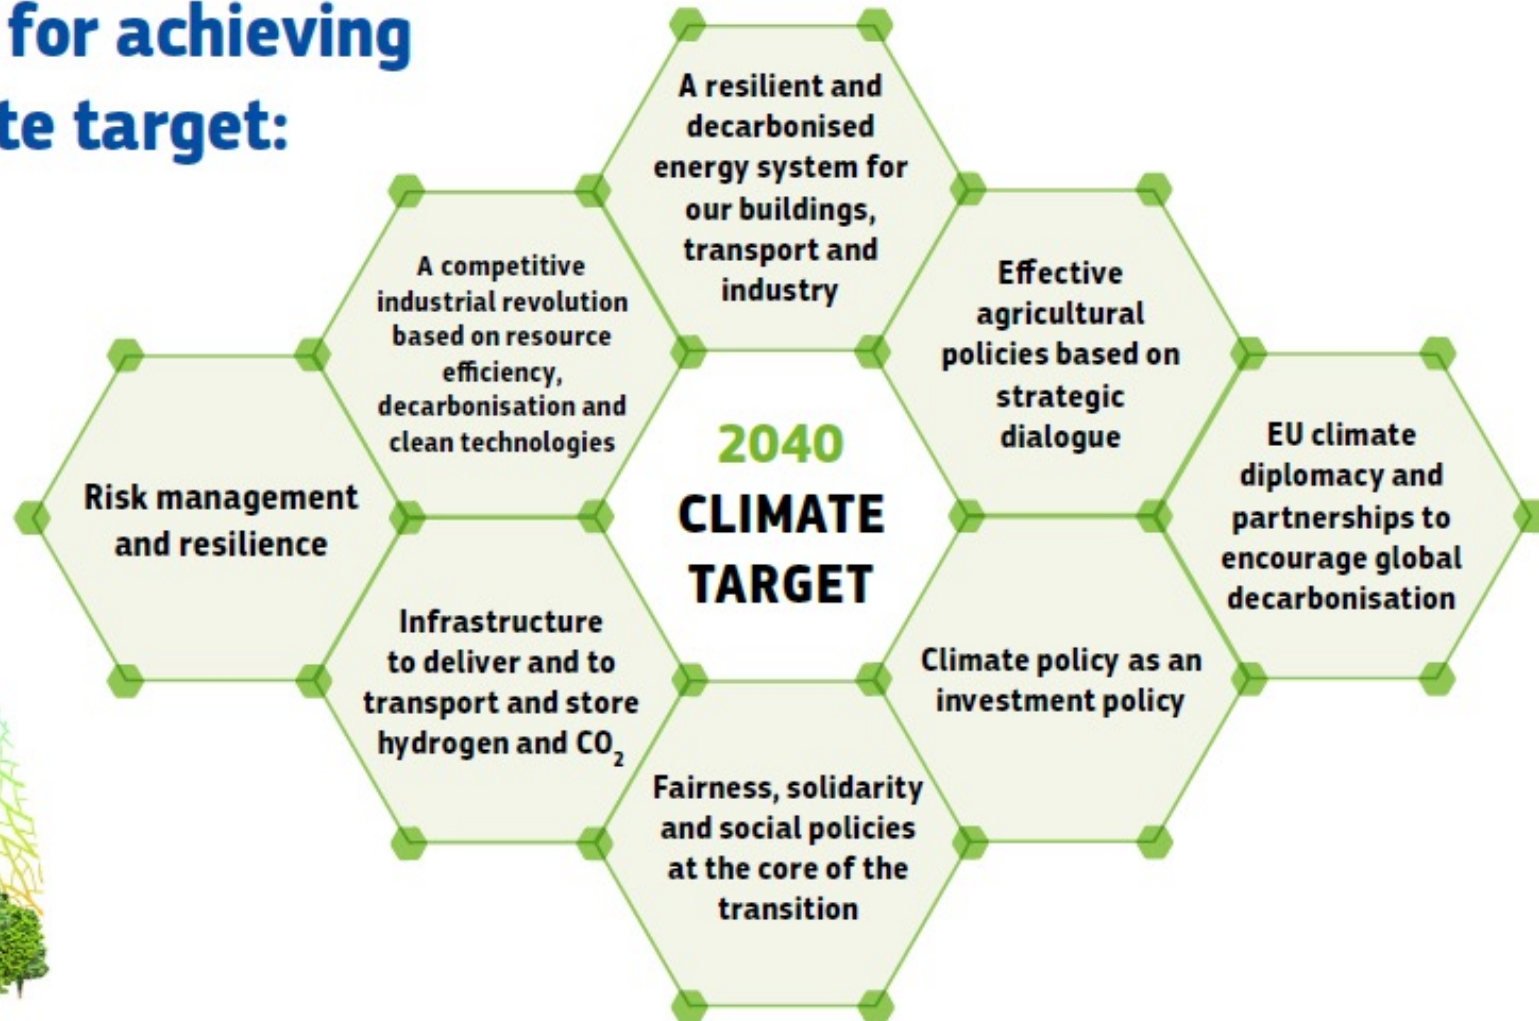 for achieving
te target:
A resilient and
decarbonised
energy system for
our buildings,
transport and
industry
A competitive
industrial revolution
based on resource
efficiency,
decarbonisation and
clean technologies
Effective
agricultural
policies based on
strategic
dialogue
Risk management
and resilience
2040
CLIMATE
TARGET
EU climate
diplomacy and
partnerships to
encourage global
decarbonisation
Infrastructure
to deliver and to
transport and store
hydrogen and CO₂
Climate policy as an
investment policy
Fairness, solidarity
and social policies
at the core of the
transition